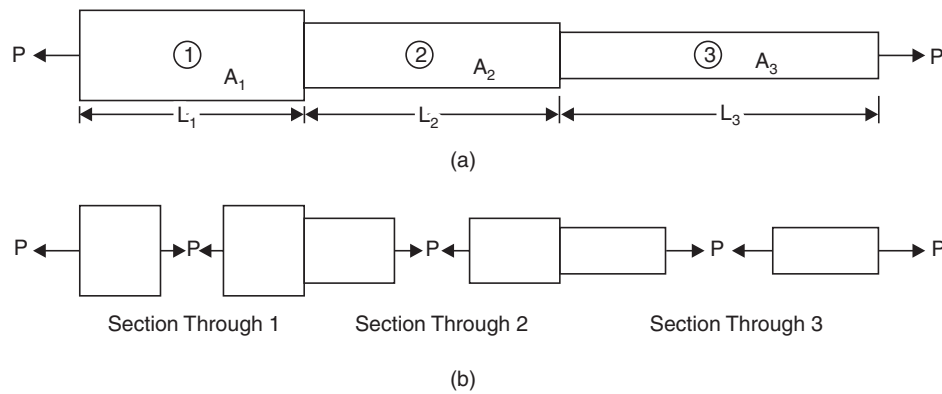 P ① A₁ ② A₂ ③ A₃ P
L₁ L₂ L₃
(a)
P P P P P
Section Through 1 Section Through 2 Section Through 3
(b)